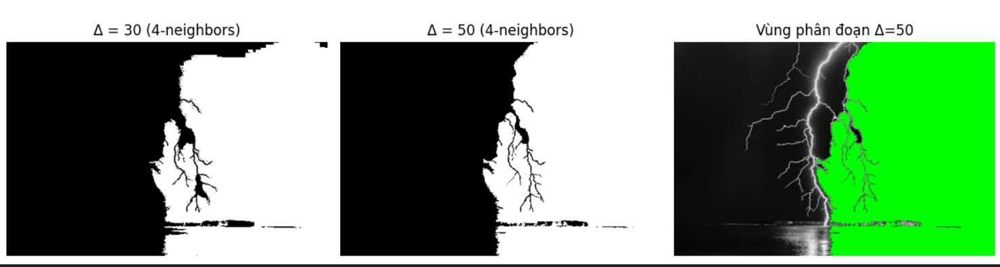 Δ = 30 (4-neighbors)
Δ = 50 (4-neighbors)
Vùng phân đoạn Δ=50